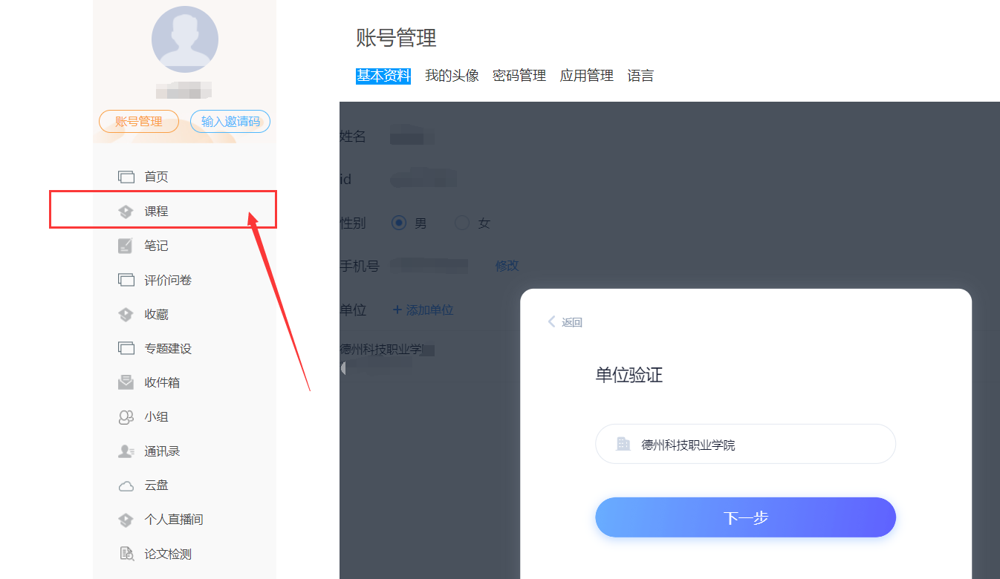 账号管理
输入邀请码
首页
课程
笔记
评价问卷
收藏
专题建设
收件箱
小组
通讯录
云盘
个人直播间
论文检测
账号管理
基本资料 我的头像 密码管理 应用管理 语言
姓名
id
性别 男 女
手机号 修改
单位 + 添加单位
德州科技职业学
返回
单位验证
德州科技职业学院
下一步